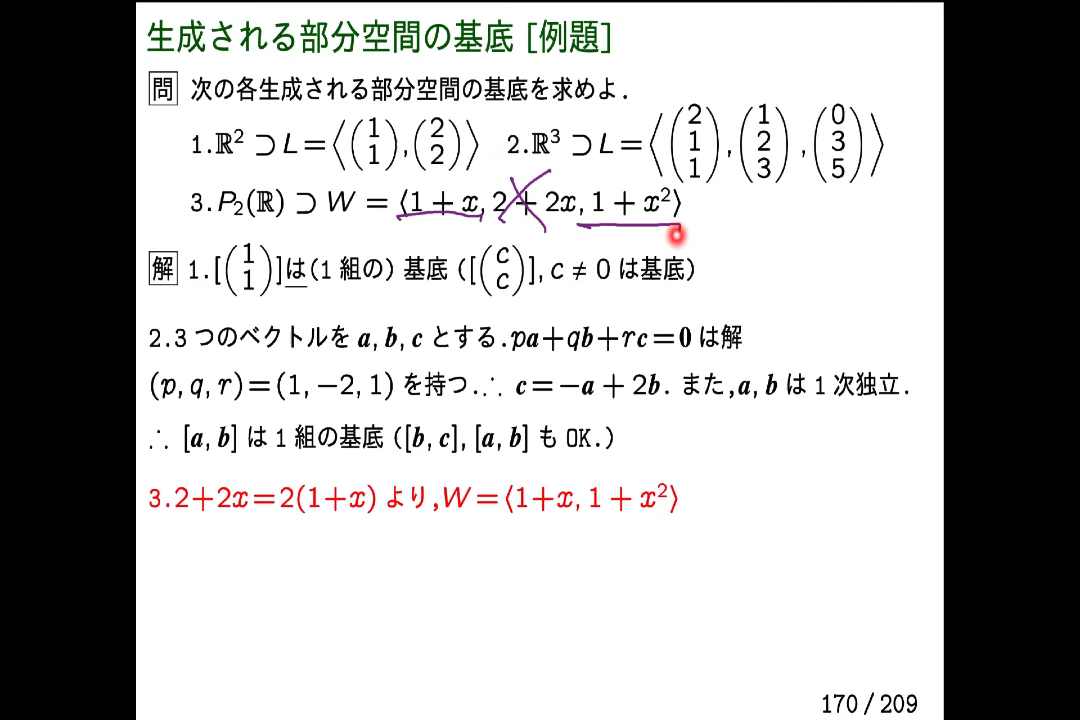 生成される部分空間の基底 [例題]
問 次の各生成される部分空間の基底を求めよ.
1.ℝ² ⊃ L=⟨(1 1),(2 2)⟩ 2.ℝ³ ⊃ L=⟨(2 1 1),(1 2 3),(0 3 5)⟩
3.P₂(ℝ) ⊃ W = ⟨1 + x, 2 + 2x, 1 + x²⟩
解 1.[(1 1)]は(1 組の) 基底 ([(c c)], c ≠ 0 は基底)
2.3 つのベクトルを a, b, c とする.pa+qb+rc=0 は解
(p, q, r)=(1, −2, 1) を持つ.∴ c=−a + 2b. また,a, b は 1 次独立.
∴ [a, b] は 1 組の基底 ([b, c], [a, b] も OK.)
3.2+2x=2(1+x) より,W=⟨1+x, 1 + x²⟩
170 / 209